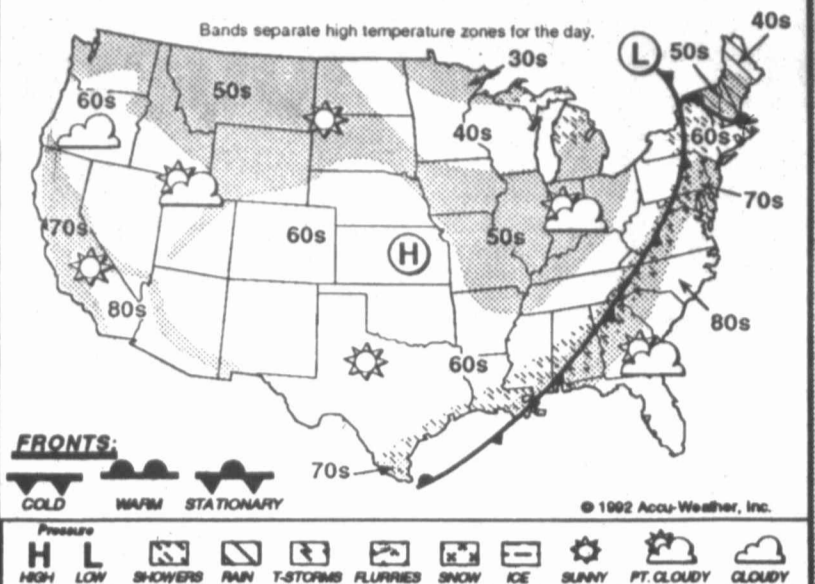 Bands separate high temperature zones for the day.
40s
50s
L
30s
50s
60s
40s
60s
70s
70s
60s
H
50s
80s
80s
60s
70s
FRONTS:
COLD WARM STATIONARY
© 1992 Accu-Weather, Inc.
Pressure
H L
HIGH LOW SHOWERS RAIN T-STORMS FLURRIES SNOW ICE SUNNY PT. CLOUDY CLOUDY